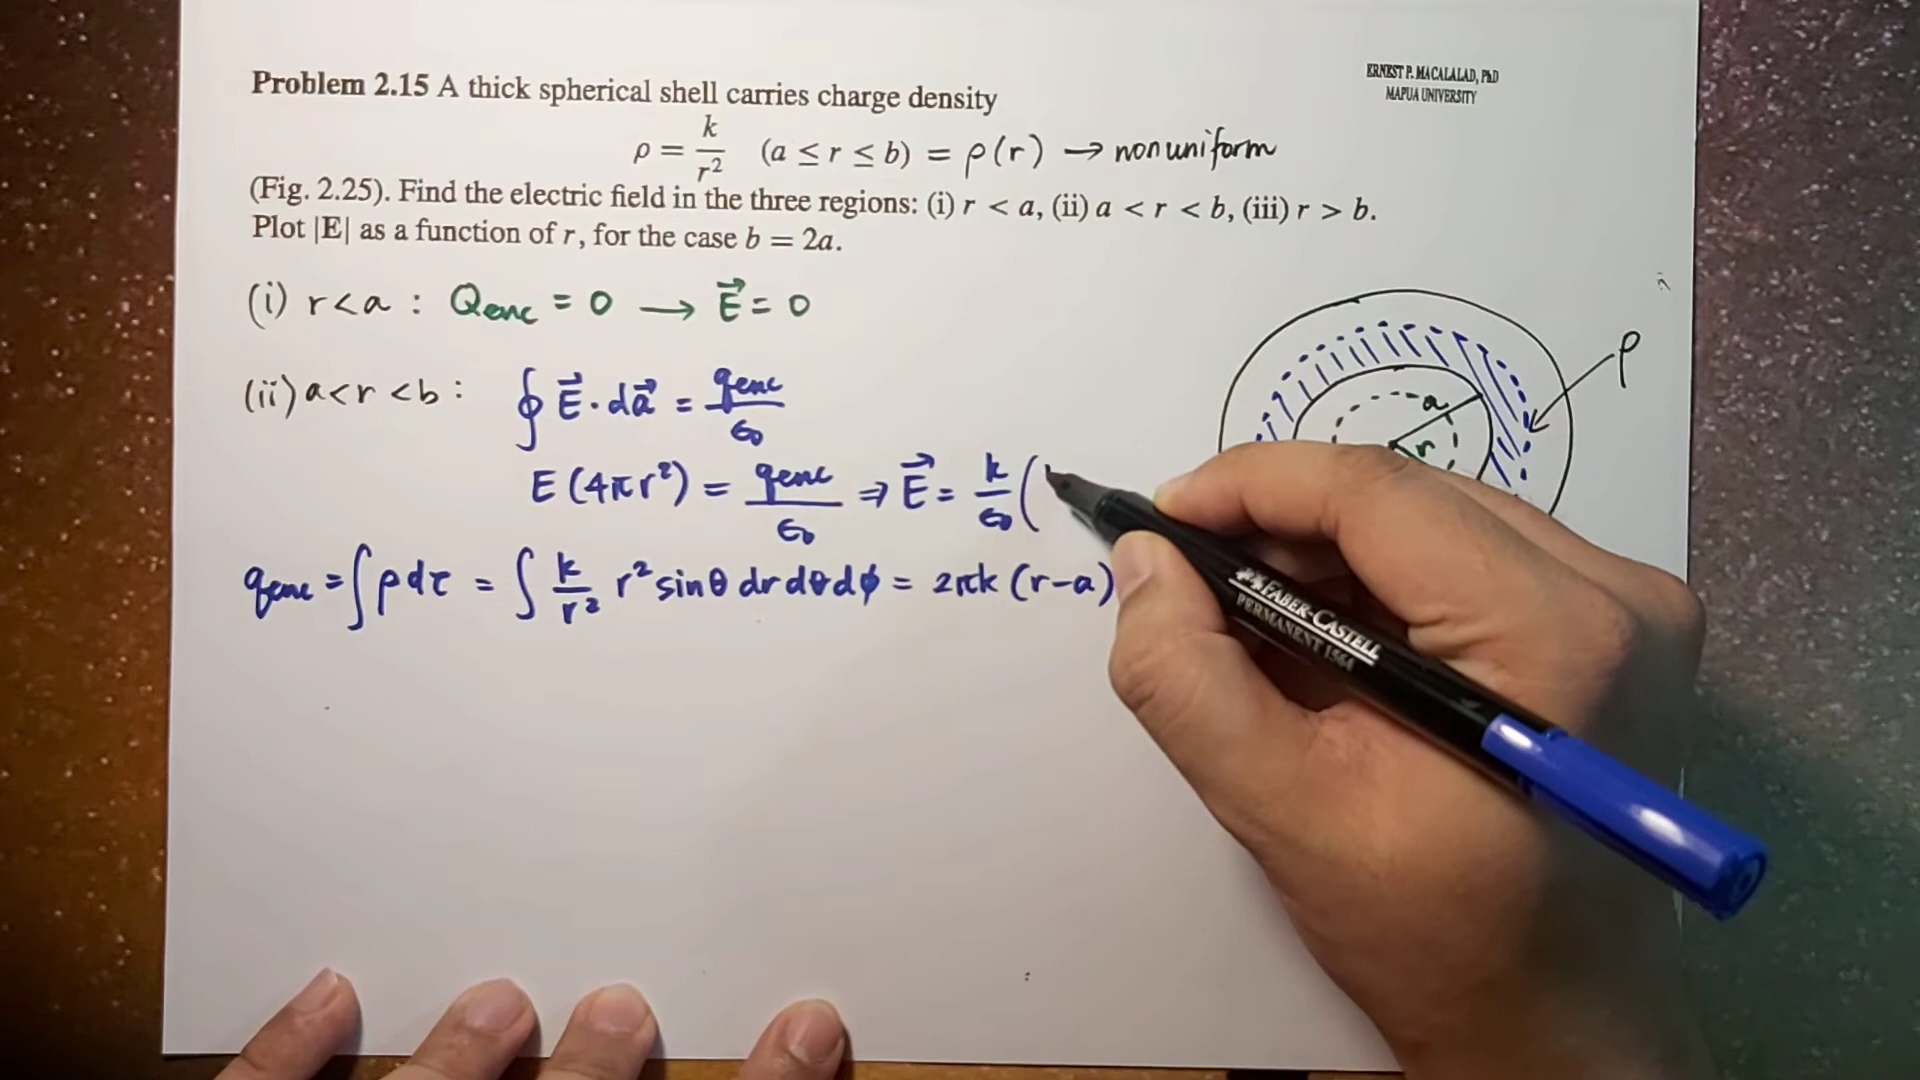 Problem 2.15 A thick spherical shell carries charge density
ERNEST P. MACALALAD, PhD
MAPUA UNIVERSITY
ρ = k/r² (a ≤ r ≤ b) = ρ(r) → nonuniform
(Fig. 2.25). Find the electric field in the three regions: (i) r < a, (ii) a < r < b, (iii) r > b.
Plot |E| as a function of r, for the case b = 2a.
(i) r < a : Qenc = 0 → E⃗ = 0
(ii) a < r < b : ∮ E⃗ · da⃗ = qenc/ε₀
E (4πr²) = qenc/ε₀ ⇒ E⃗ = k/ε₀ (
qenc = ∫ρdτ = ∫ k/r² r² sinθ dr dθ dϕ = 2πk (r-a)
ρ
a
r
FABER-CASTELL
PERMANENT 1564